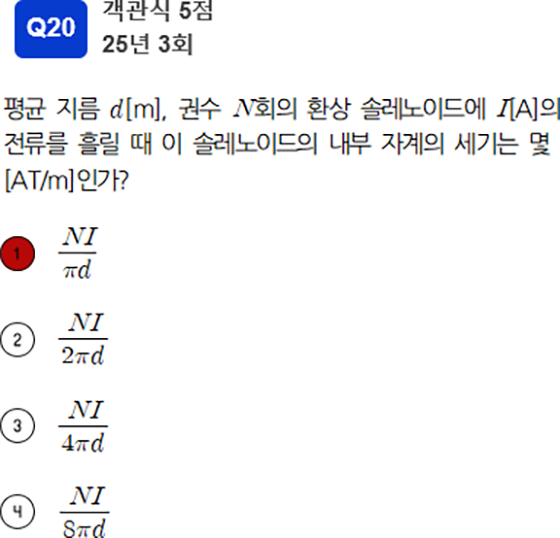 Q20
객관식 5점
25년 3회
평균 지름 d[m], 권수 N회의 환상 솔레노이드에 I[A]의
전류를 흘릴 때 이 솔레노이드의 내부 자계의 세기는 몇
[AT/m]인가?
1 NI/πd
2 NI/2πd
3 NI/4πd
4 NI/8πd